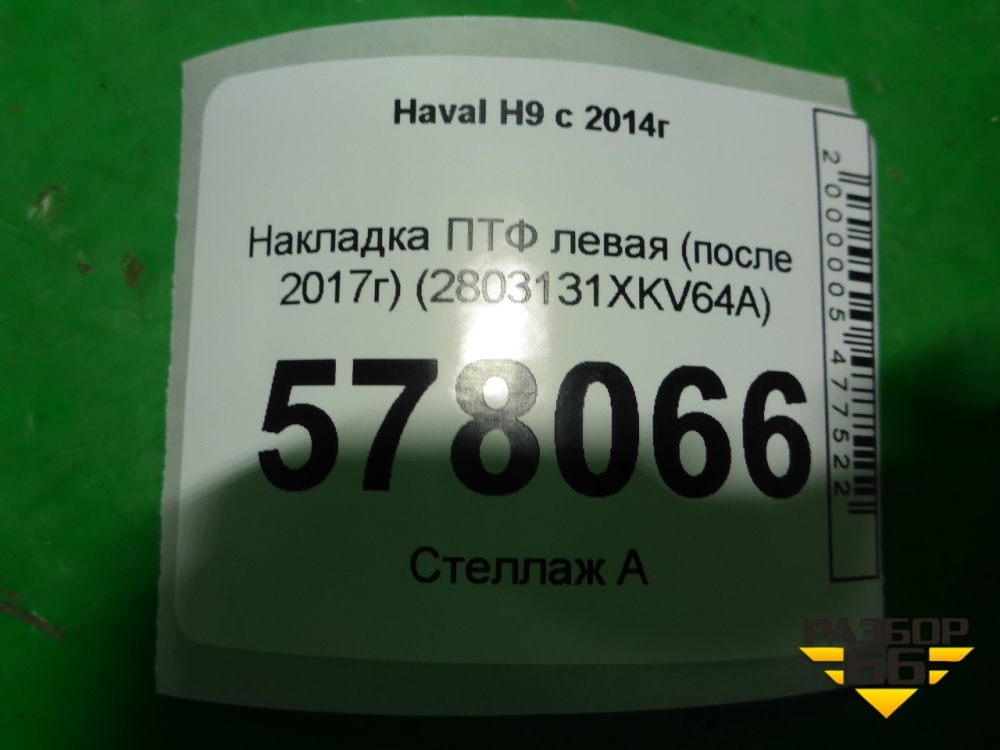 Haval H9 с 2014г
Накладка ПТФ левая (после
2017г) (2803131XKV64A)
578066
Стеллаж А
2000005477522
РАЗБОР
66